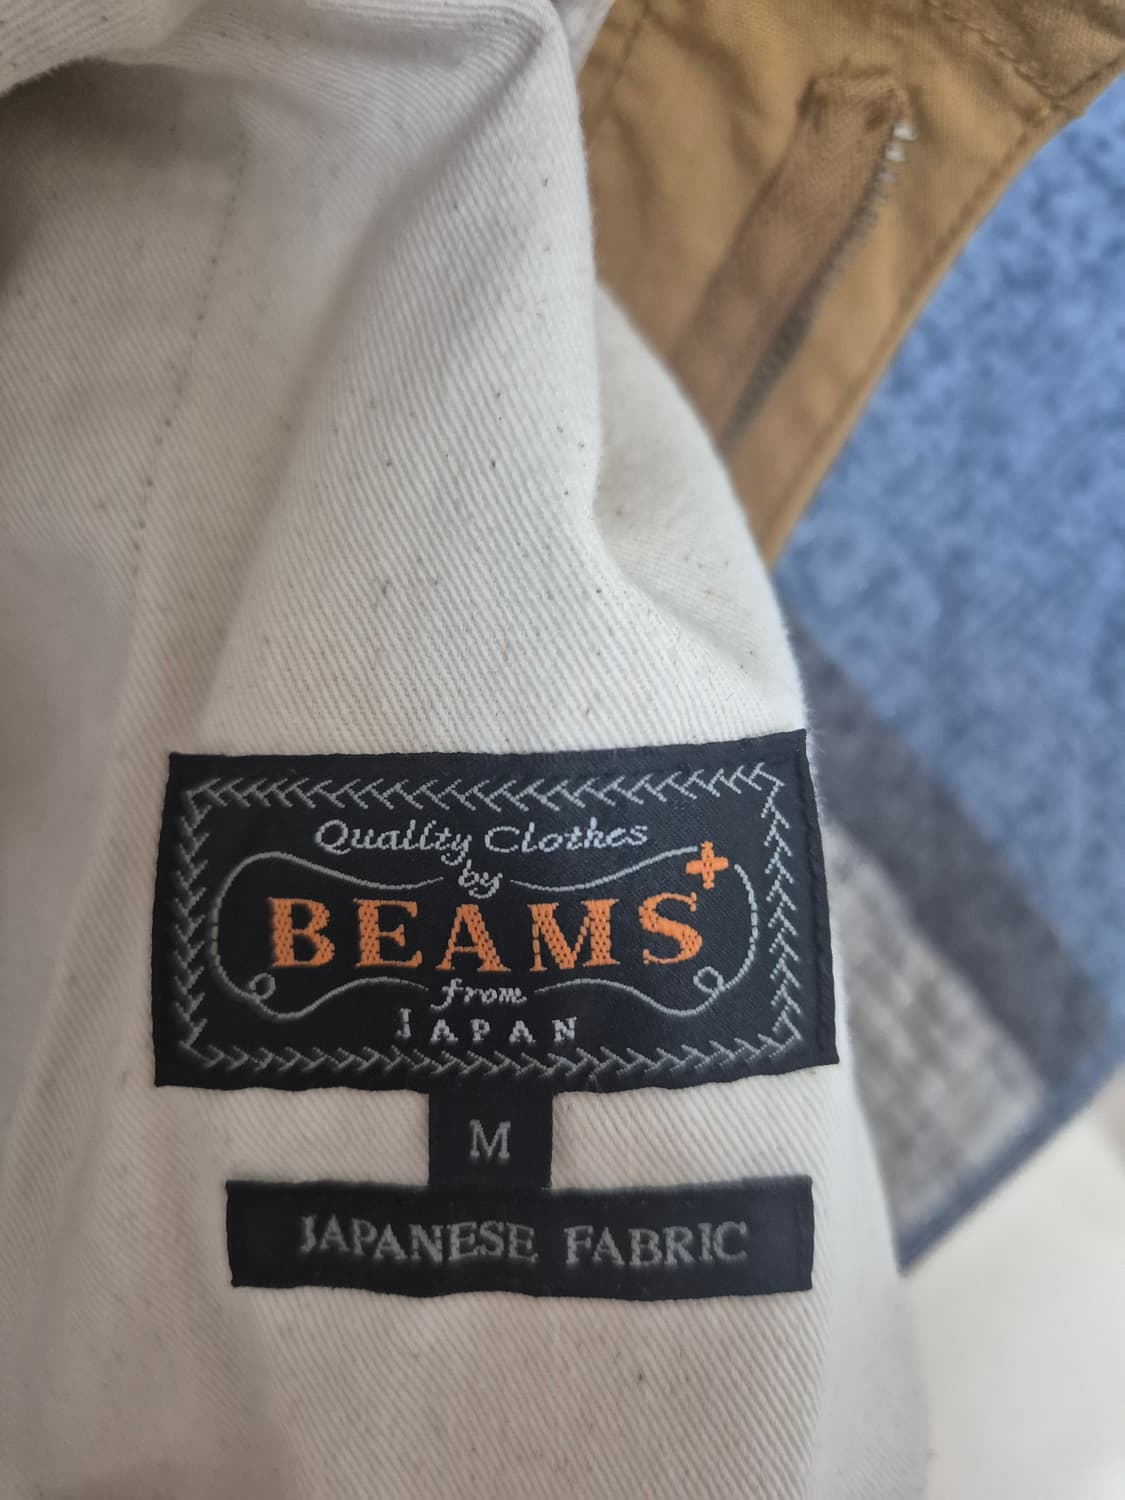 Quality Clothes
by
BEAMS+
from
JAPAN
M
JAPANESE FABRIC